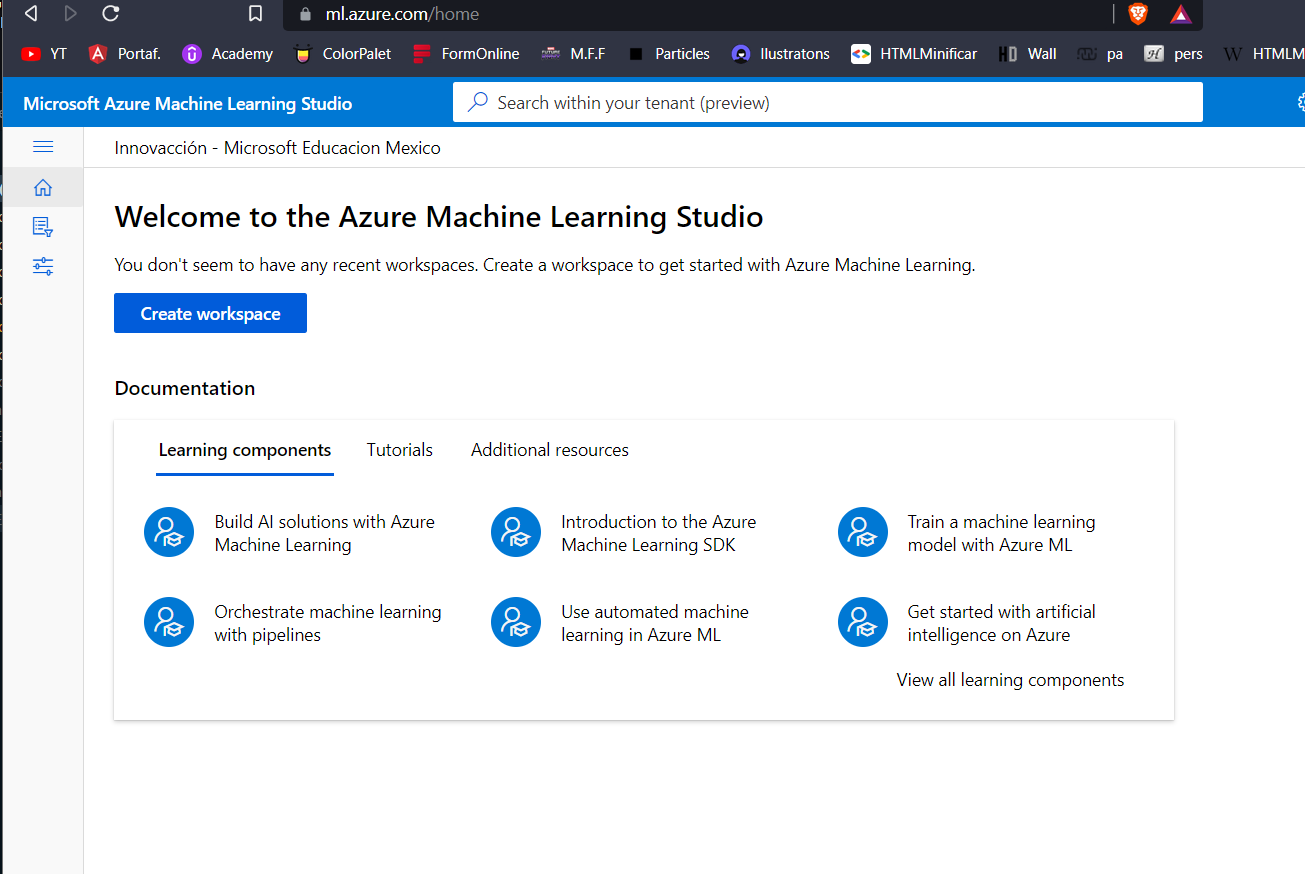 ml.azure.com/home
YT Portaf. Academy ColorPalet FormOnline M.F.F Particles Ilustratons HTMLMinificar HD Wall pa pers W HTMLM
Microsoft Azure Machine Learning Studio
Search within your tenant (preview)
Innovacción - Microsoft Educacion Mexico
Welcome to the Azure Machine Learning Studio
You don't seem to have any recent workspaces. Create a workspace to get started with Azure Machine Learning.
Create workspace
Documentation
Learning components Tutorials Additional resources
Build AI solutions with Azure
Machine Learning
Introduction to the Azure
Machine Learning SDK
Train a machine learning
model with Azure ML
Orchestrate machine learning
with pipelines
Use automated machine
learning in Azure ML
Get started with artificial
intelligence on Azure
View all learning components